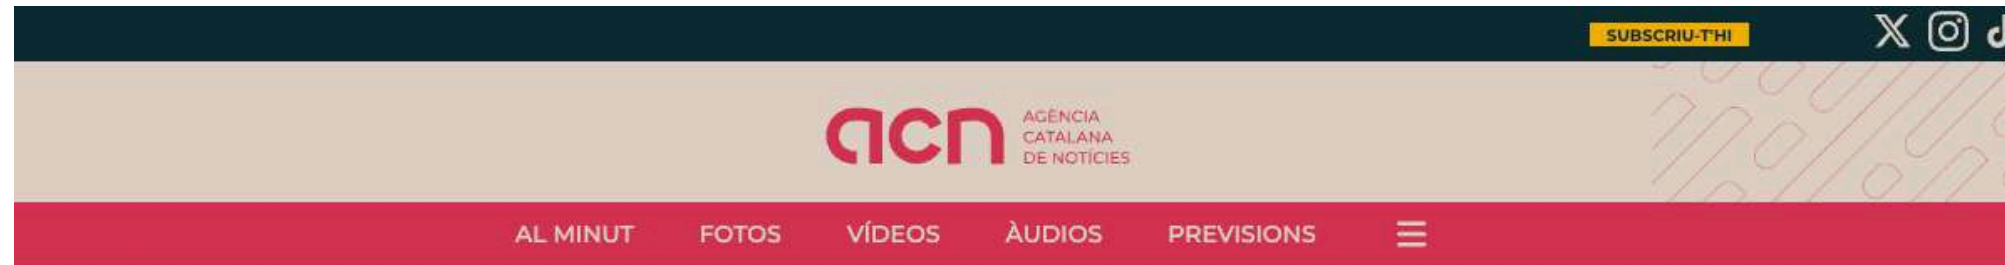 SUBSCRIU-T'HI
acn
AGÈNCIA
CATALANA
DE NOTÍCIES
AL MINUT FOTOS VÍDEOS ÀUDIOS PREVISIONS